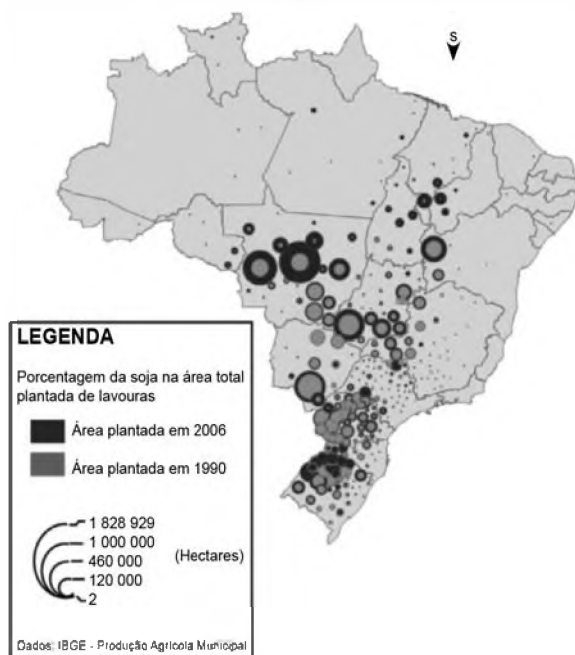 S
LEGENDA
Porcentagem da soja na área total
plantada de lavouras
Área plantada em 2006
Área plantada em 1990
1 828 929
1 000 000
460 000
120 000
2
(Hectares)
Dados: IBGE - Produção Agrícola Municipal